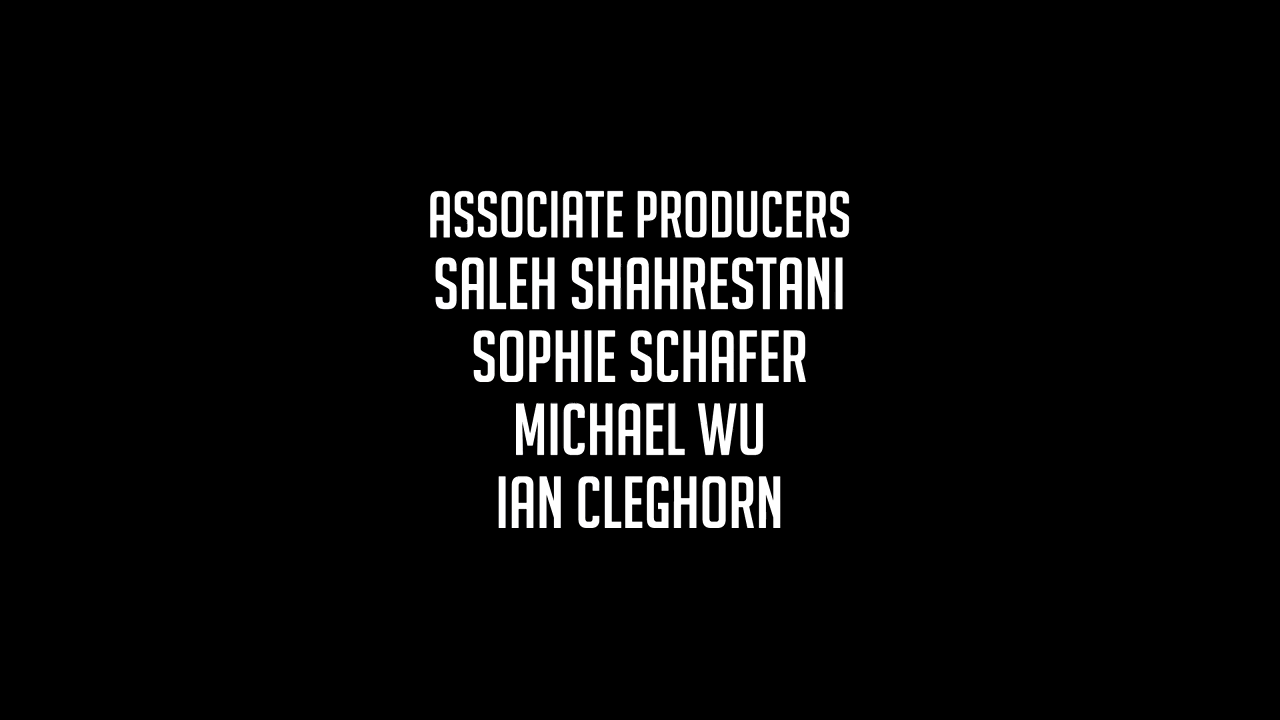 ASSOCIATE PRODUCERS
SALEH SHAHRESTANI
SOPHIE SCHAFER
MICHAEL WU
IAN CLEGHORN